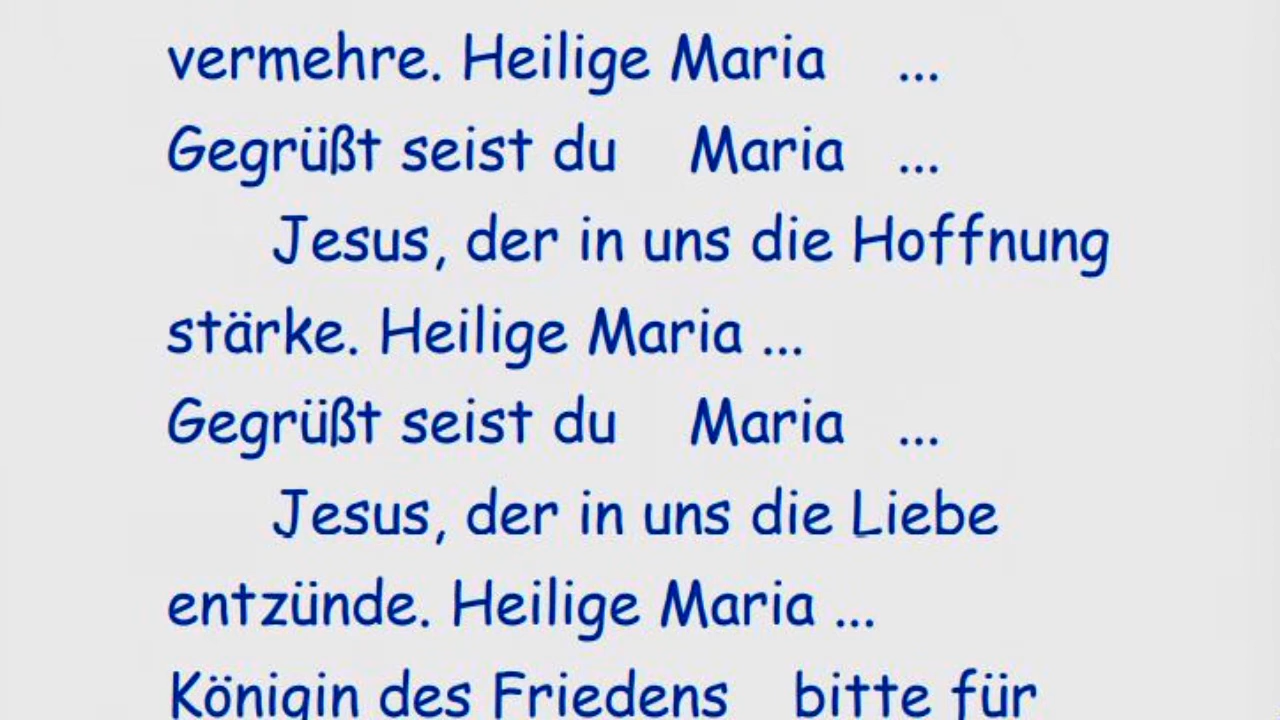 vermehre. Heilige Maria ...
Gegrüßt seist du Maria ...
Jesus, der in uns die Hoffnung
stärke. Heilige Maria ...
Gegrüßt seist du Maria ...
Jesus, der in uns die Liebe
entzünde. Heilige Maria ...
Königin des Friedens bitte für